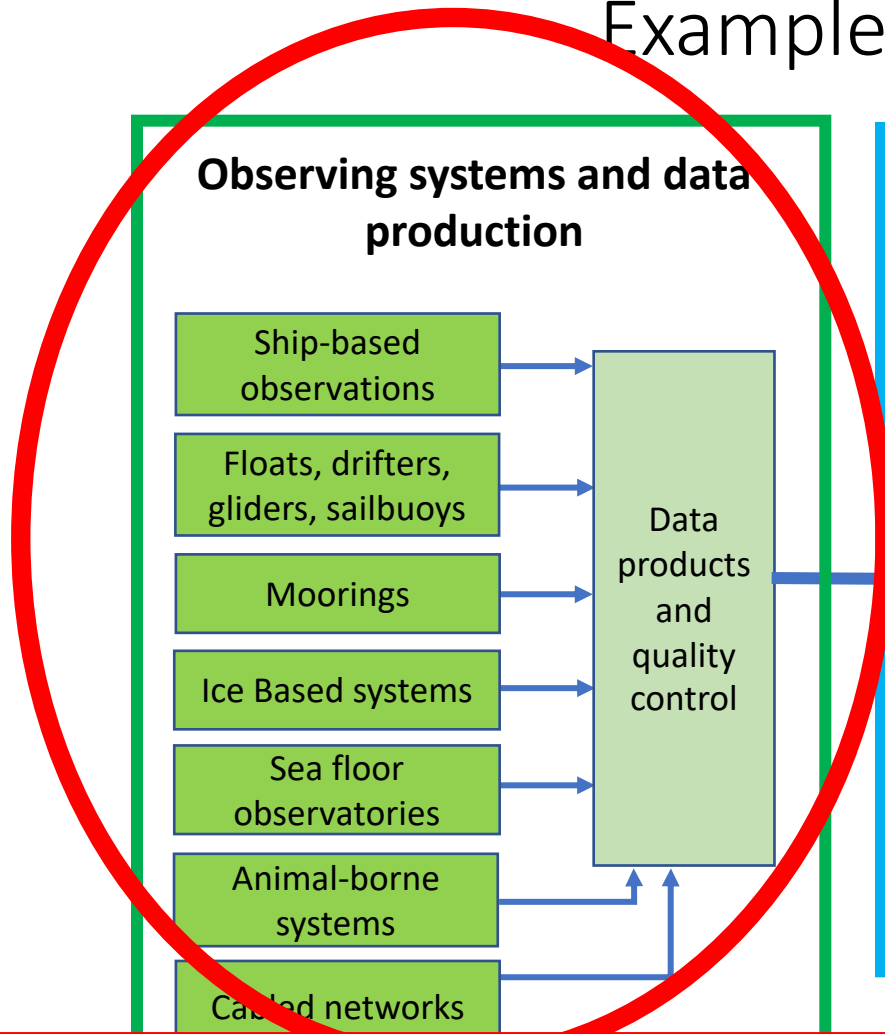 Example
Observing systems and data
production
Ship-based
observations
Floats, drifters,
gliders, sailbuoys
Moorings
Ice Based systems
Sea floor
observatories
Animal-borne
systems
Cabled networks
Data
products
and
quality
control